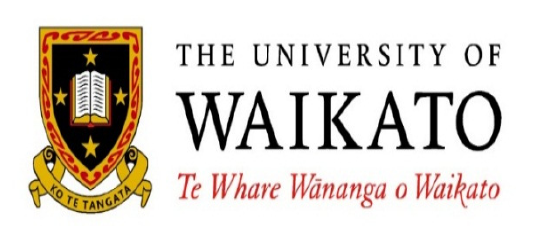 THE UNIVERSITY OF
WAIKATO
Te Whare Wānanga o Waikato
KO TE TANGATA